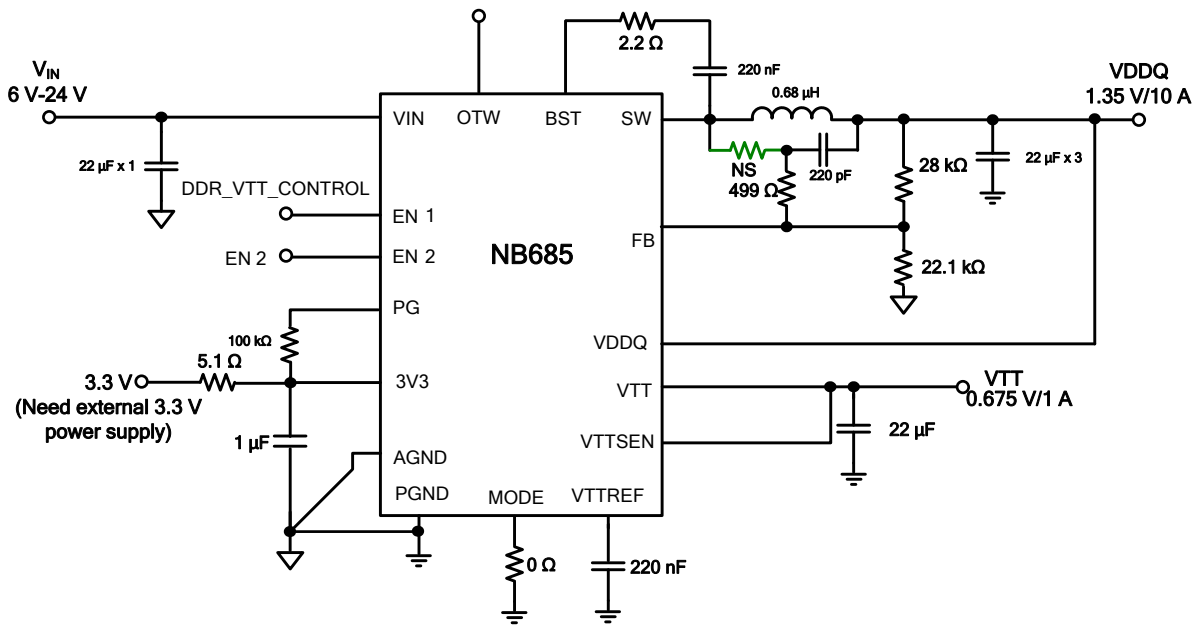 2.2 Ω
220 nF
V_IN
6 V-24 V
VDDQ
1.35 V/10 A
0.68 µH
VIN
OTW
BST
SW
22 µF x 1
NS
499 Ω
220 pF
28 kΩ
22 µF x 3
DDR_VTT_CONTROL
EN 1
EN 2
EN 2
NB685
FB
22.1 kΩ
PG
100 kΩ
VDDQ
5.1 Ω
3.3 V
(Need external 3.3 V
power supply)
3V3
VTT
VTT
0.675 V/1 A
1 µF
22 µF
VTTSEN
AGND
PGND
MODE
VTTREF
0 Ω
220 nF